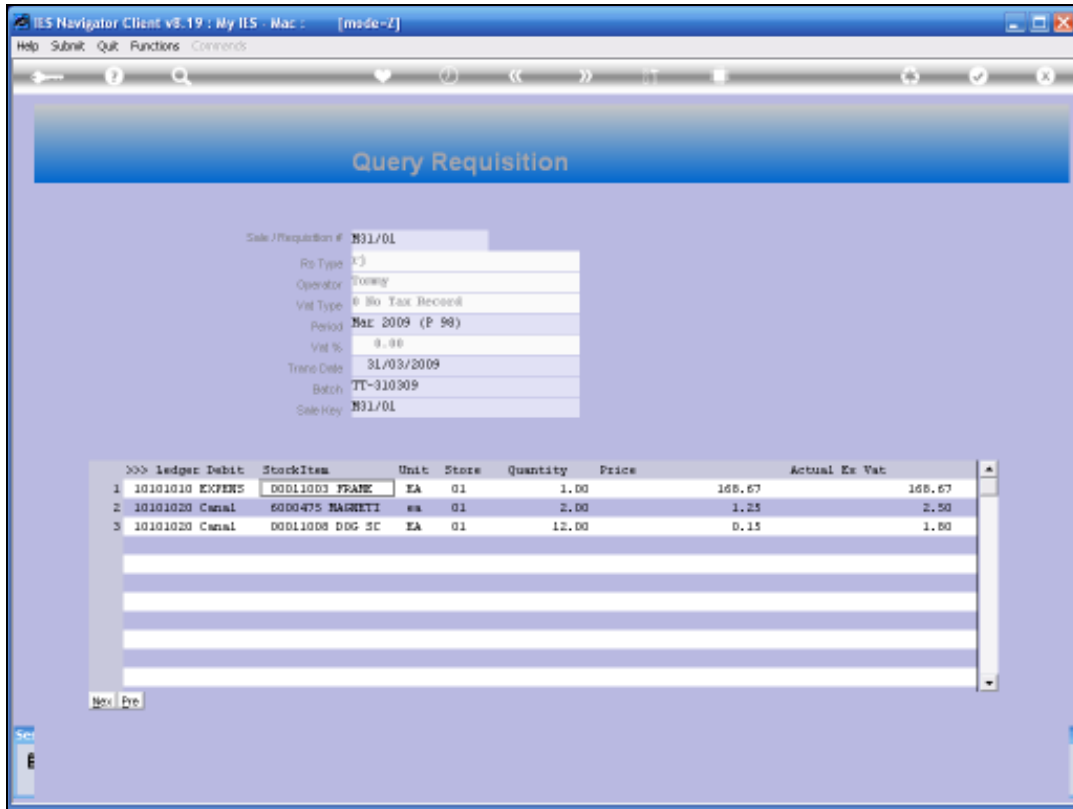 IES Navigator Client v8.19 : My IES - Mac : [mode=Z]
Help Submit Quit Functions Commands
Query Requisition
Sale / Requisition # N31/01
Rs Type rj
Operator Tommy
Vat Type 0 No Tax Record
Period Mar 2009 (P 98)
Vat % 0.00
Trans Date 31/03/2009
Batch TT-310309
Sale Key N31/01
>>> Ledger Debit StockItem Unit Store Quantity Price Actual Ex Vat
1 10101010 EXPENS D0011003 FRAME EA 01 1.00 168.67 168.67
2 10101020 Canal 6000475 MAGNETI ea 01 2.00 1.25 2.50
3 10101020 Canal D0011008 DOG SC EA 01 12.00 0.15 1.80
Nex Pre